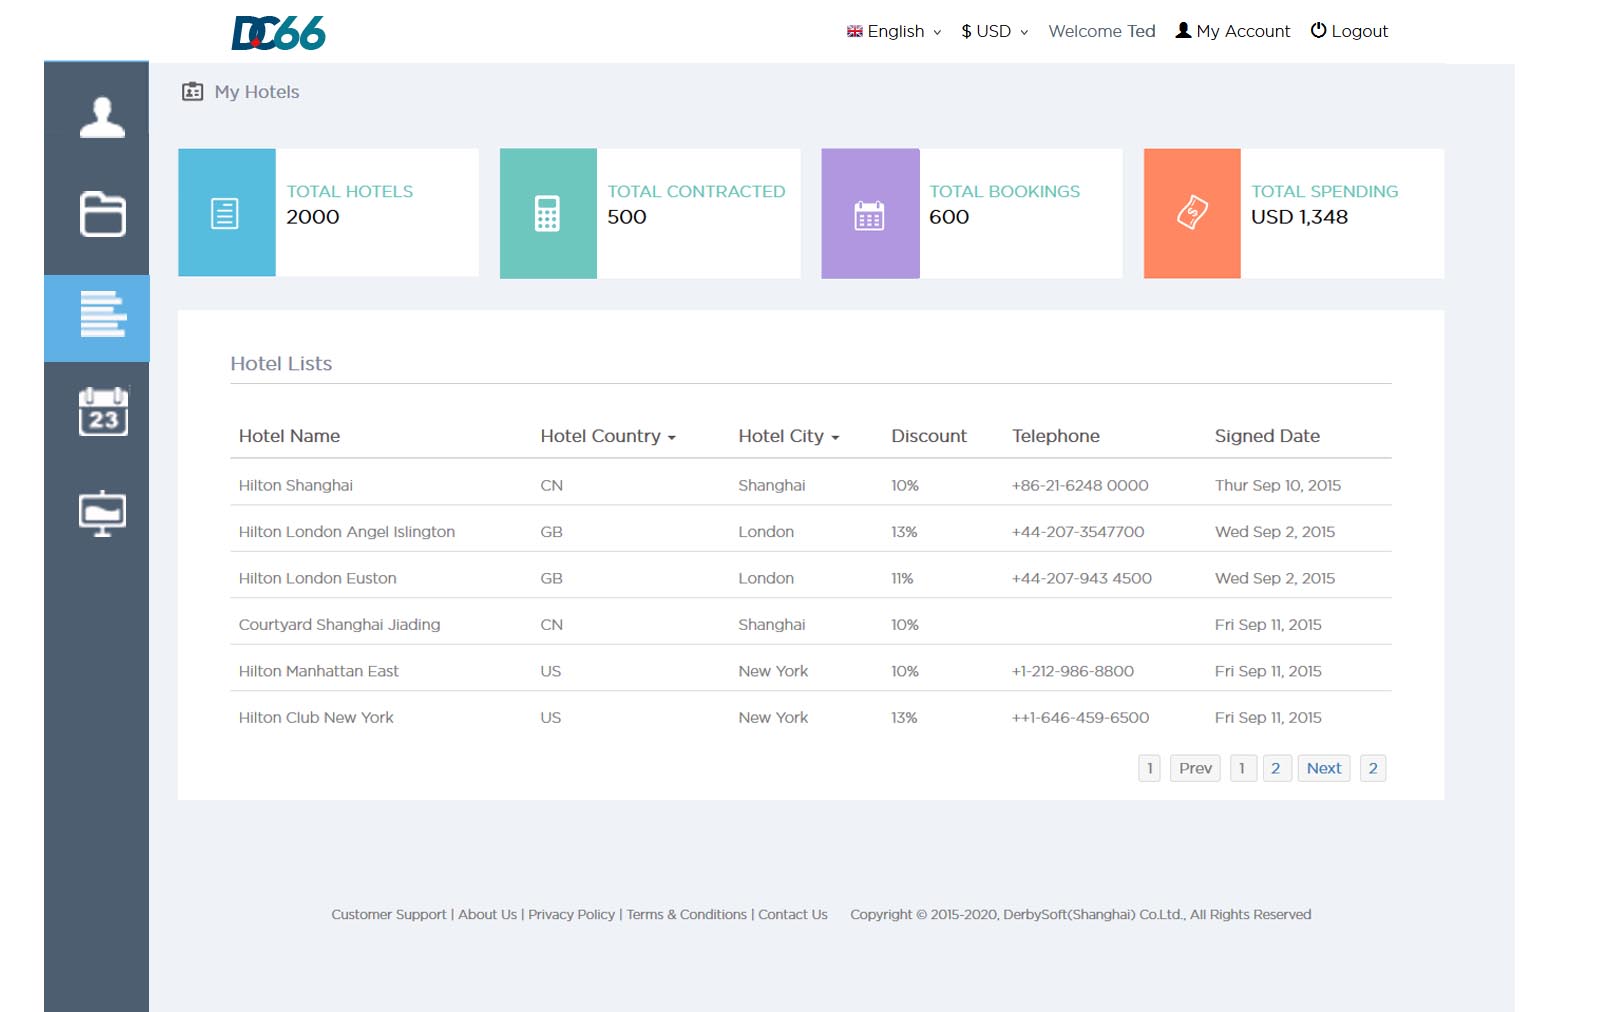 DC66 English $ USD Welcome Ted My Account Logout
My Hotels
TOTAL HOTELS
2000
TOTAL CONTRACTED
500
TOTAL BOOKINGS
600
TOTAL SPENDING
USD 1,348
23
Hotel Lists
Hotel Name Hotel Country Hotel City Discount Telephone Signed Date
Hilton Shanghai CN Shanghai 10% +86-21-6248 0000 Thur Sep 10, 2015
Hilton London Angel Islington GB London 13% +44-207-3547700 Wed Sep 2, 2015
Hilton London Euston GB London 11% +44-207-943 4500 Wed Sep 2, 2015
Courtyard Shanghai Jiading CN Shanghai 10% Fri Sep 11, 2015
Hilton Manhattan East US New York 10% +1-212-986-8800 Fri Sep 11, 2015
Hilton Club New York US New York 13% ++1-646-459-6500 Fri Sep 11, 2015
1 Prev 1 2 Next 2
Customer Support | About Us | Privacy Policy | Terms & Conditions | Contact Us Copyright © 2015-2020, DerbySoft(Shanghai) Co.Ltd., All Rights Reserved